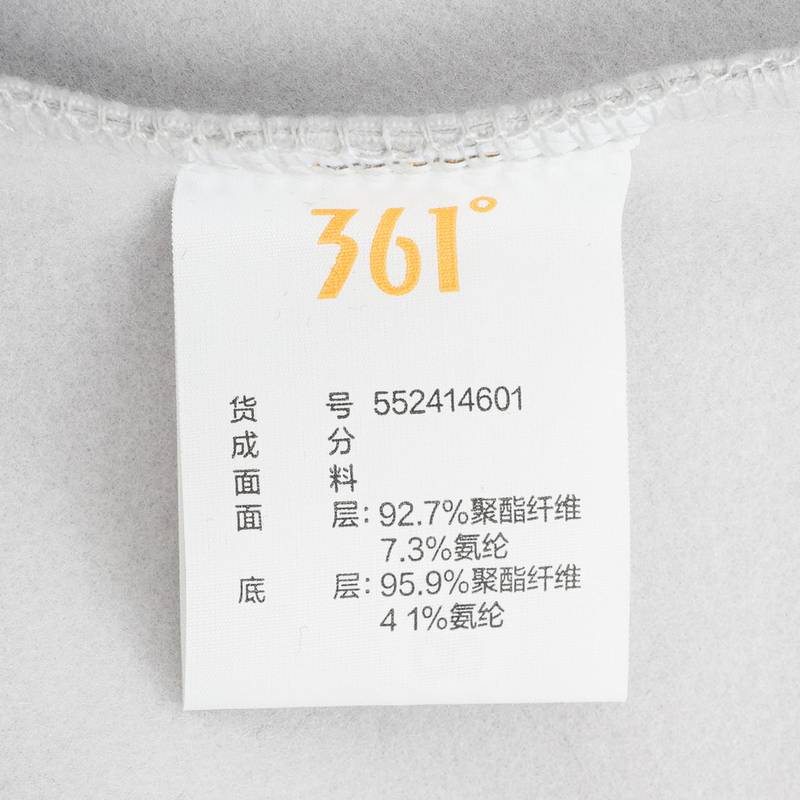 361°
货号 552414601
成分
面料
面层: 92.7%聚酯纤维
7.3%氨纶
底层: 95.9%聚酯纤维
4 1%氨纶